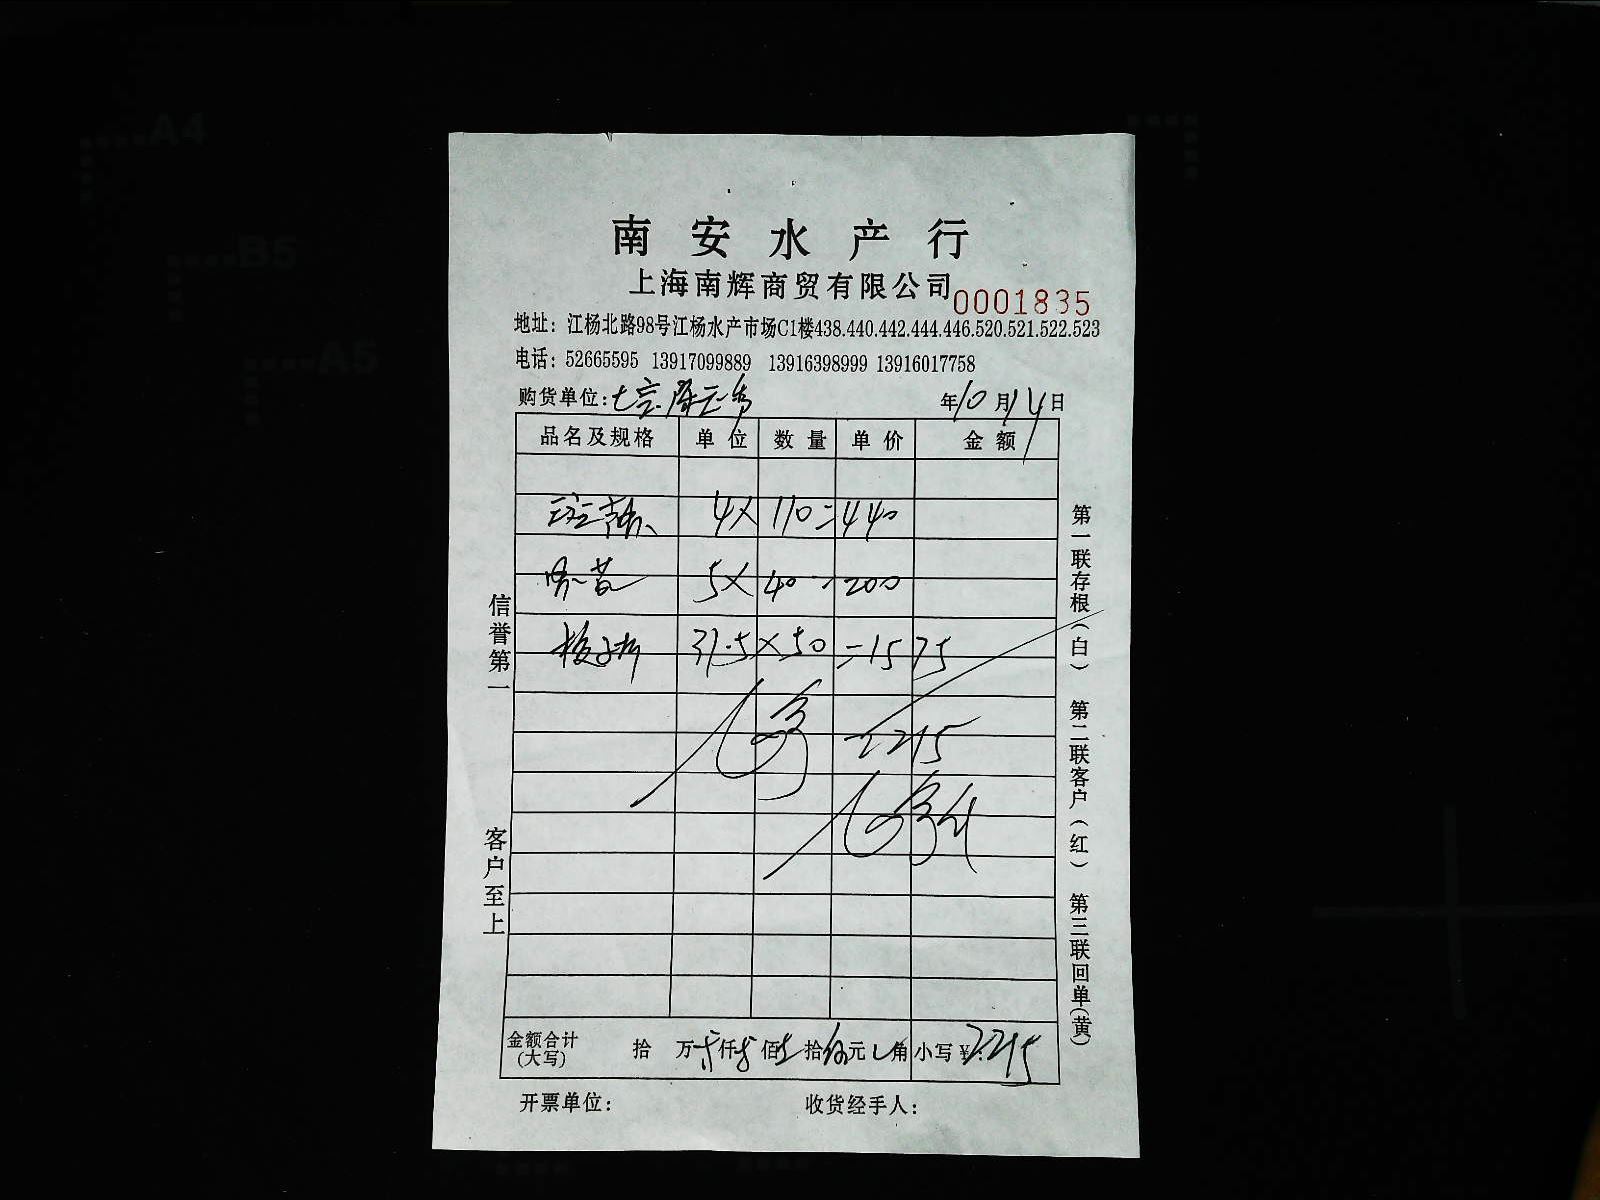 南安水产行
上海南辉商贸有限公司
0001835
地址：江杨北路98号江杨水产市场C1楼438.440.442.444.446.520.521.522.523
电话：52665595 13917099889 13916398999 13916017758
购货单位： 年10月14日
品名及规格 单位 数量 单价 金额
4× 110=440
5× 40=200
31.5×50=1575
2215
信誉第一
客户至上
第一联存根（白） 第二联客户（红） 第三联回单（黄）
金额合计（大写） 拾 万 仟 佰 拾 元 角 小写¥：2215
开票单位： 收货经手人：